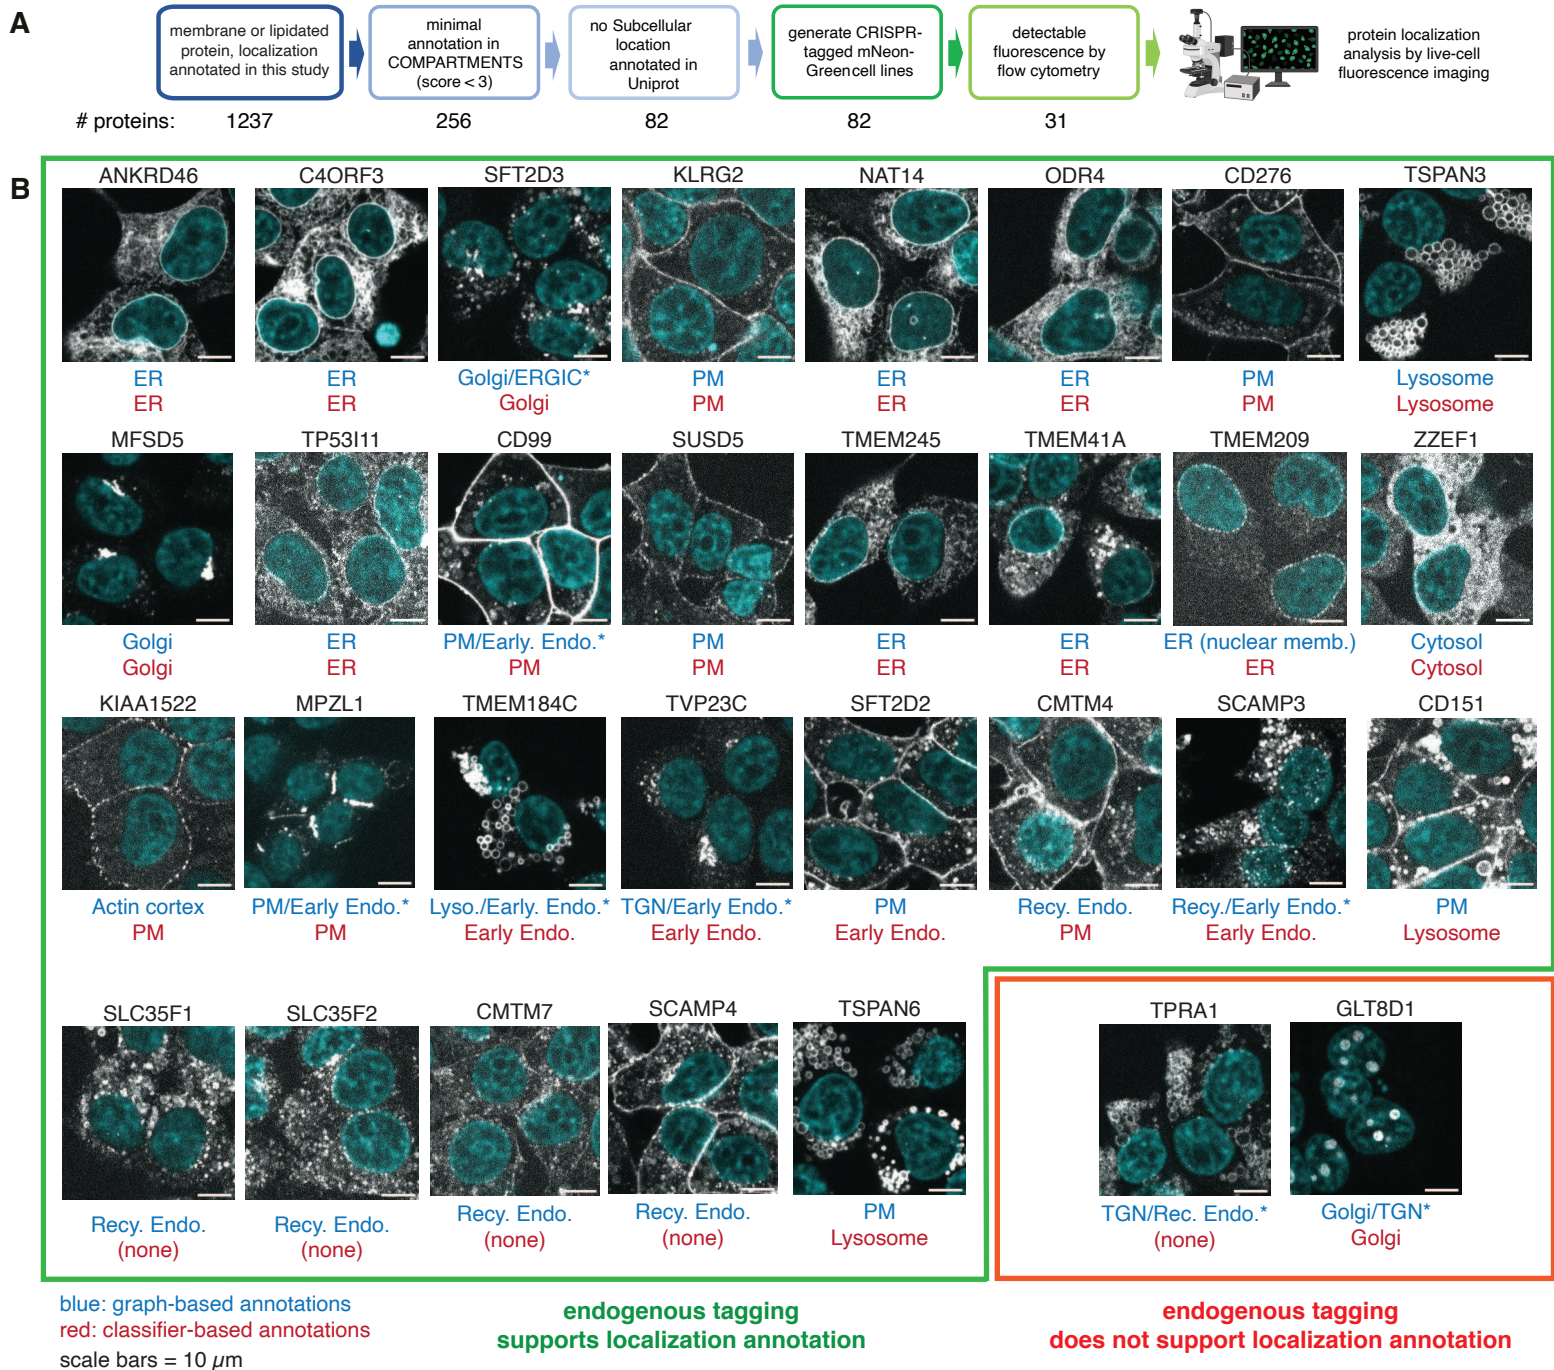 A
membrane or lipidated
protein, localization
annotated in this study
minimal
annotation in
COMPARTMENTS
(score < 3)
no Subcellular
location
annotated in
Uniprot
generate CRISPR-
tagged mNeon-
Greencell lines
detectable
fluorescence by
flow cytometry
protein localization
analysis by live-cell
fluorescence imaging
# proteins: 1237 256 82 82 31
B
ANKRD46 C4ORF3 SFT2D3 KLRG2 NAT14 ODR4 CD276 TSPAN3
ER ER Golgi/ERGIC* PM ER ER PM Lysosome
ER ER Golgi PM ER ER PM Lysosome
MFSD5 TP53I11 CD99 SUSD5 TMEM245 TMEM41A TMEM209 ZZEF1
Golgi ER PM/Early. Endo.* PM ER ER ER (nuclear memb.) Cytosol
Golgi ER PM PM ER ER ER Cytosol
KIAA1522 MPZL1 TMEM184C TVP23C SFT2D2 CMTM4 SCAMP3 CD151
Actin cortex PM/Early Endo.* Lyso./Early. Endo.* TGN/Early Endo.* PM Recy. Endo. Recy./Early Endo.* PM
PM PM Early Endo. Early Endo. Early Endo. PM Early Endo. Lysosome
SLC35F1 SLC35F2 CMTM7 SCAMP4 TSPAN6 TPRA1 GLT8D1
Recy. Endo. Recy. Endo. Recy. Endo. Recy. Endo. PM TGN/Rec. Endo.* Golgi/TGN*
(none) (none) (none) (none) Lysosome (none) Golgi
blue: graph-based annotations
red: classifier-based annotations
scale bars = 10 µm
endogenous tagging
supports localization annotation
endogenous tagging
does not support localization annotation